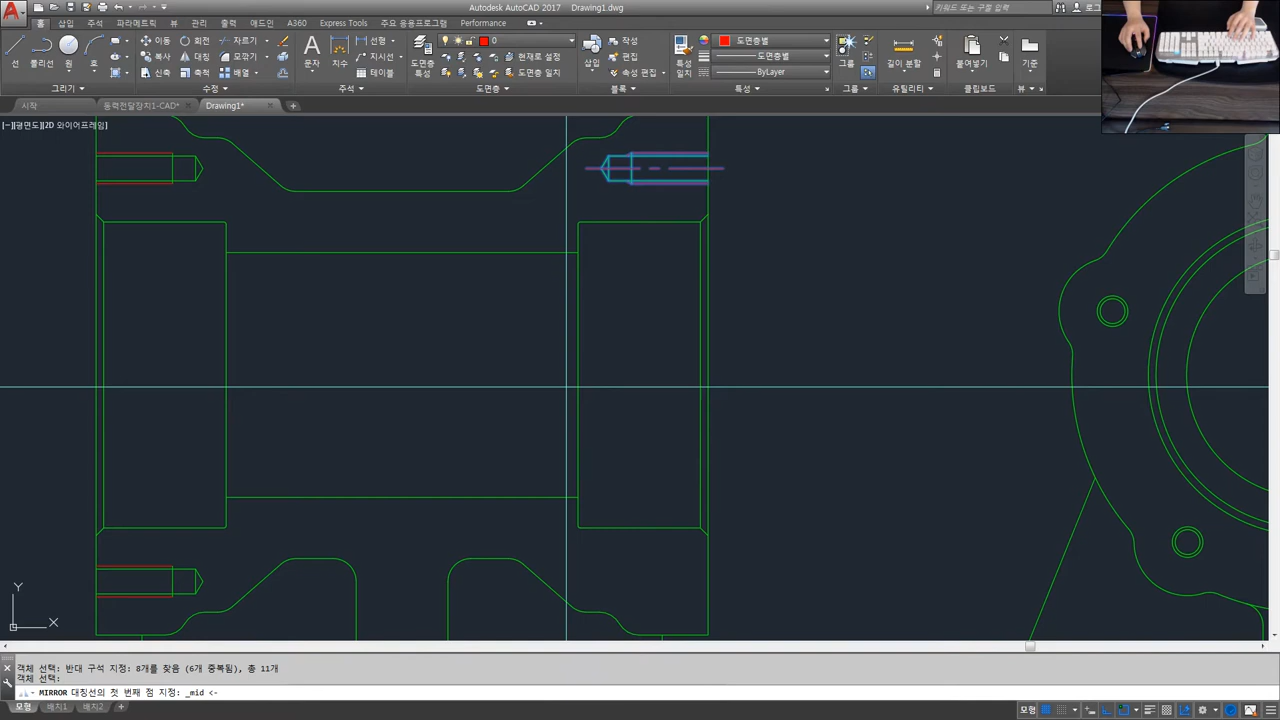 Autodesk AutoCAD 2017 Drawing1.dwg
키워드 또는 구절 입력
홈 삽입 주석 파라메트릭 뷰 관리 출력 애드인 A360 Express Tools 주요 응용프로그램 Performance
선 폴리선 원 호
이동 회전 자르기
복사 대칭 모깎기
신축 축척 배열
문자 치수
선형
지시선
테이블
도면층 특성
0
현재로 설정
도면층 일치
삽입
작성
편집
속성 편집
특성 일치
도면층별
도면층별
ByLayer
그룹
길이 분할
붙여넣기
기준
그리기 수정 주석 도면층 블록 특성 그룹 유틸리티 클립보드 뷰
시작 동력전달장치1-CAD* Drawing1*
[−][평면도][2D 와이어프레임]
Y
X
객체 선택: 반대 구석 지정: 8개를 찾음 (6개 중복됨), 총 11개
객체 선택:
MIRROR 대칭선의 첫 번째 점 지정: _mid <-
모형 배치1 배치2 +
모형